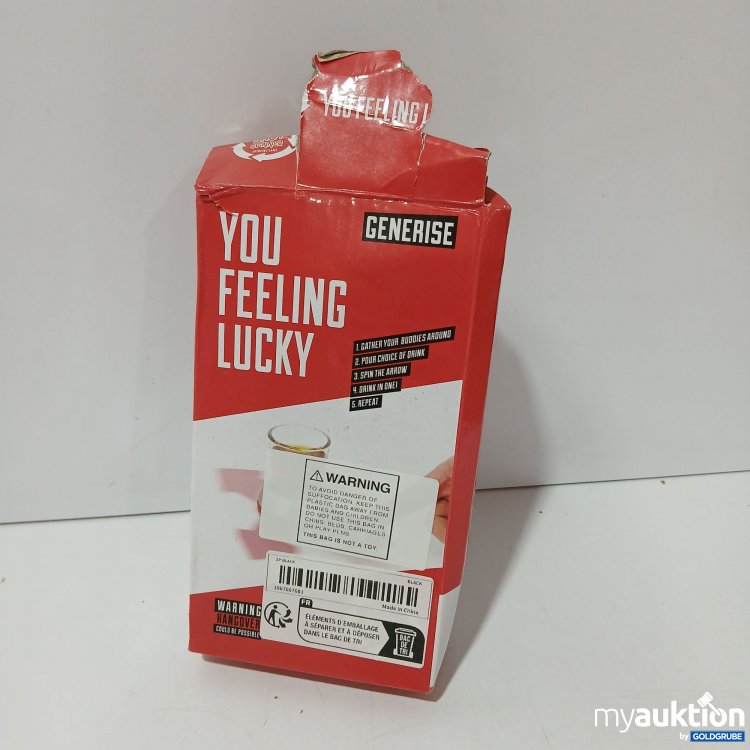 YOU FEELING
YOU
FEELING
LUCKY
GENERISE
1. GATHER YOUR BUDDIES AROUND
2. POUR CHOICE OF DRINK
3. SPIN THE ARROW
4. DRINK IN ONE!
5. REPEAT
WARNING
TO AVOID DANGER OF
SUFFOCATION, KEEP THIS
PLASTIC BAG AWAY FROM
BABIES AND CHILDREN
DO NOT USE THIS BAG IN
CRIBS, BEDS, CARRIAGES
OR PLAY PENS
THIS BAG IS NOT A TOY
BLACK
Made in China
WARNING
HANGOVER
COULD BE POSSIBLE
FR
ÉLÉMENTS D'EMBALLAGE
À SÉPARER ET À DÉPOSER
DANS LE BAC DE TRI
BAC
DE
TRI
myauktion
by GOLDGRUBE